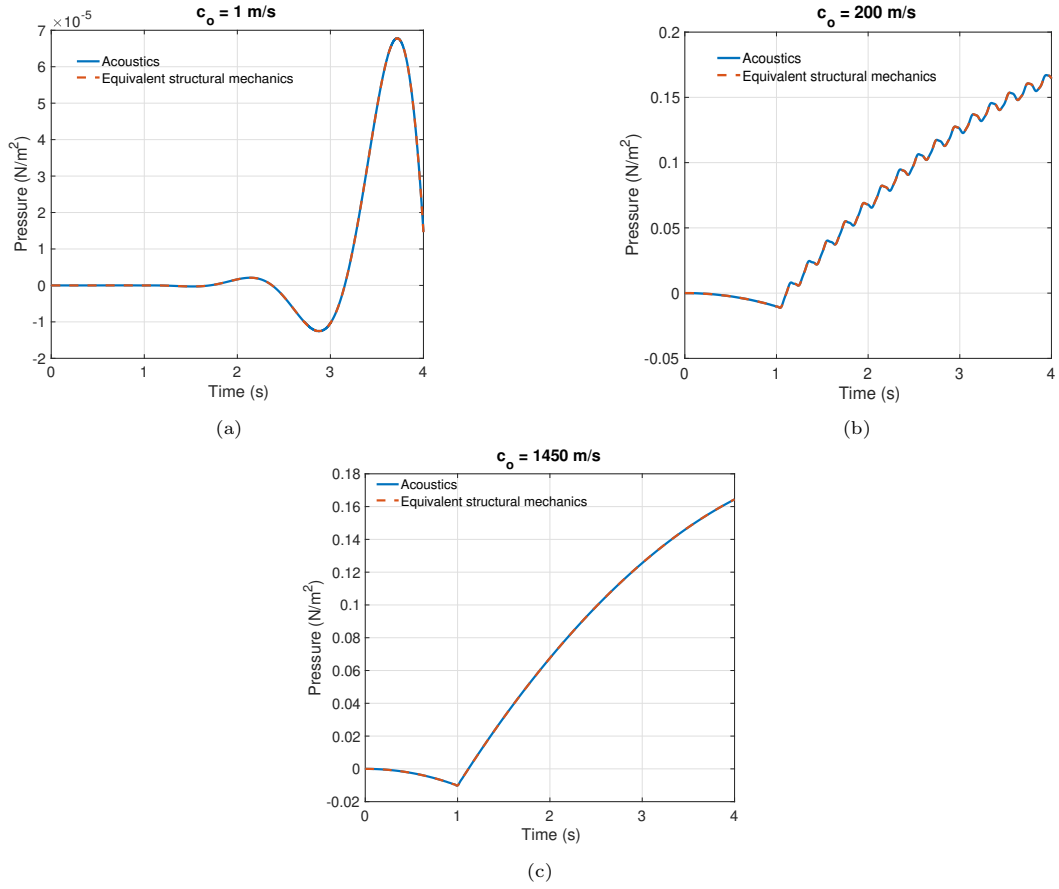 c_o = 1 m/s
×10^-5
7
6
5
4
3
2
1
0
-1
-2
Pressure (N/m²)
Acoustics
Equivalent structural mechanics
0 1 2 3 4
Time (s)
(a)
c_o = 200 m/s
0.2
0.15
0.1
0.05
0
-0.05
Pressure (N/m²)
Acoustics
Equivalent structural mechanics
0 1 2 3 4
Time (s)
(b)
c_o = 1450 m/s
0.18
0.16
0.14
0.12
0.1
0.08
0.06
0.04
0.02
0
-0.02
Pressure (N/m²)
Acoustics
Equivalent structural mechanics
0 1 2 3 4
Time (s)
(c)